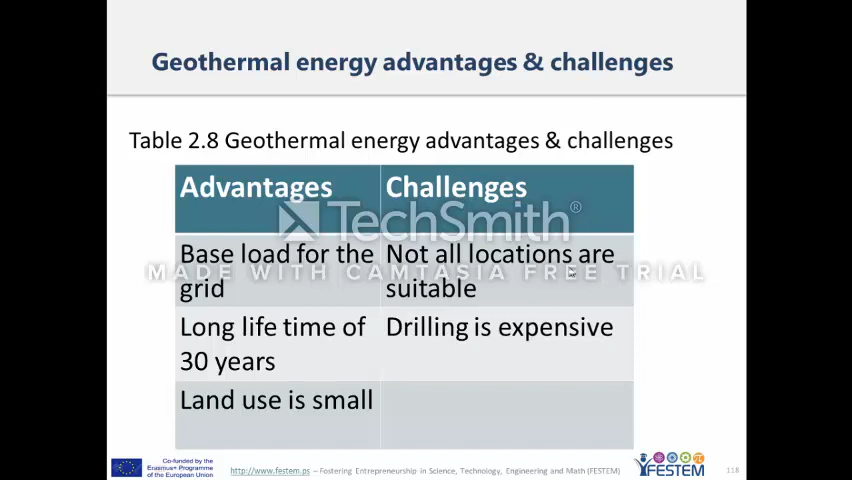 Geothermal energy advantages & challenges
Table 2.8 Geothermal energy advantages & challenges
Advantages
Challenges
TechSmith®
MADE WITH CAMTASIA FREE TRIAL
Base load for the
grid
Not all locations are
suitable
Long life time of
30 years
Drilling is expensive
Land use is small
Co-funded by the
Erasmus+ Programme
of the European Union
http://www.festem.ps – Fostering Entrepreneurship in Science, Technology, Engineering and Math (FESTEM)
FESTEM
118